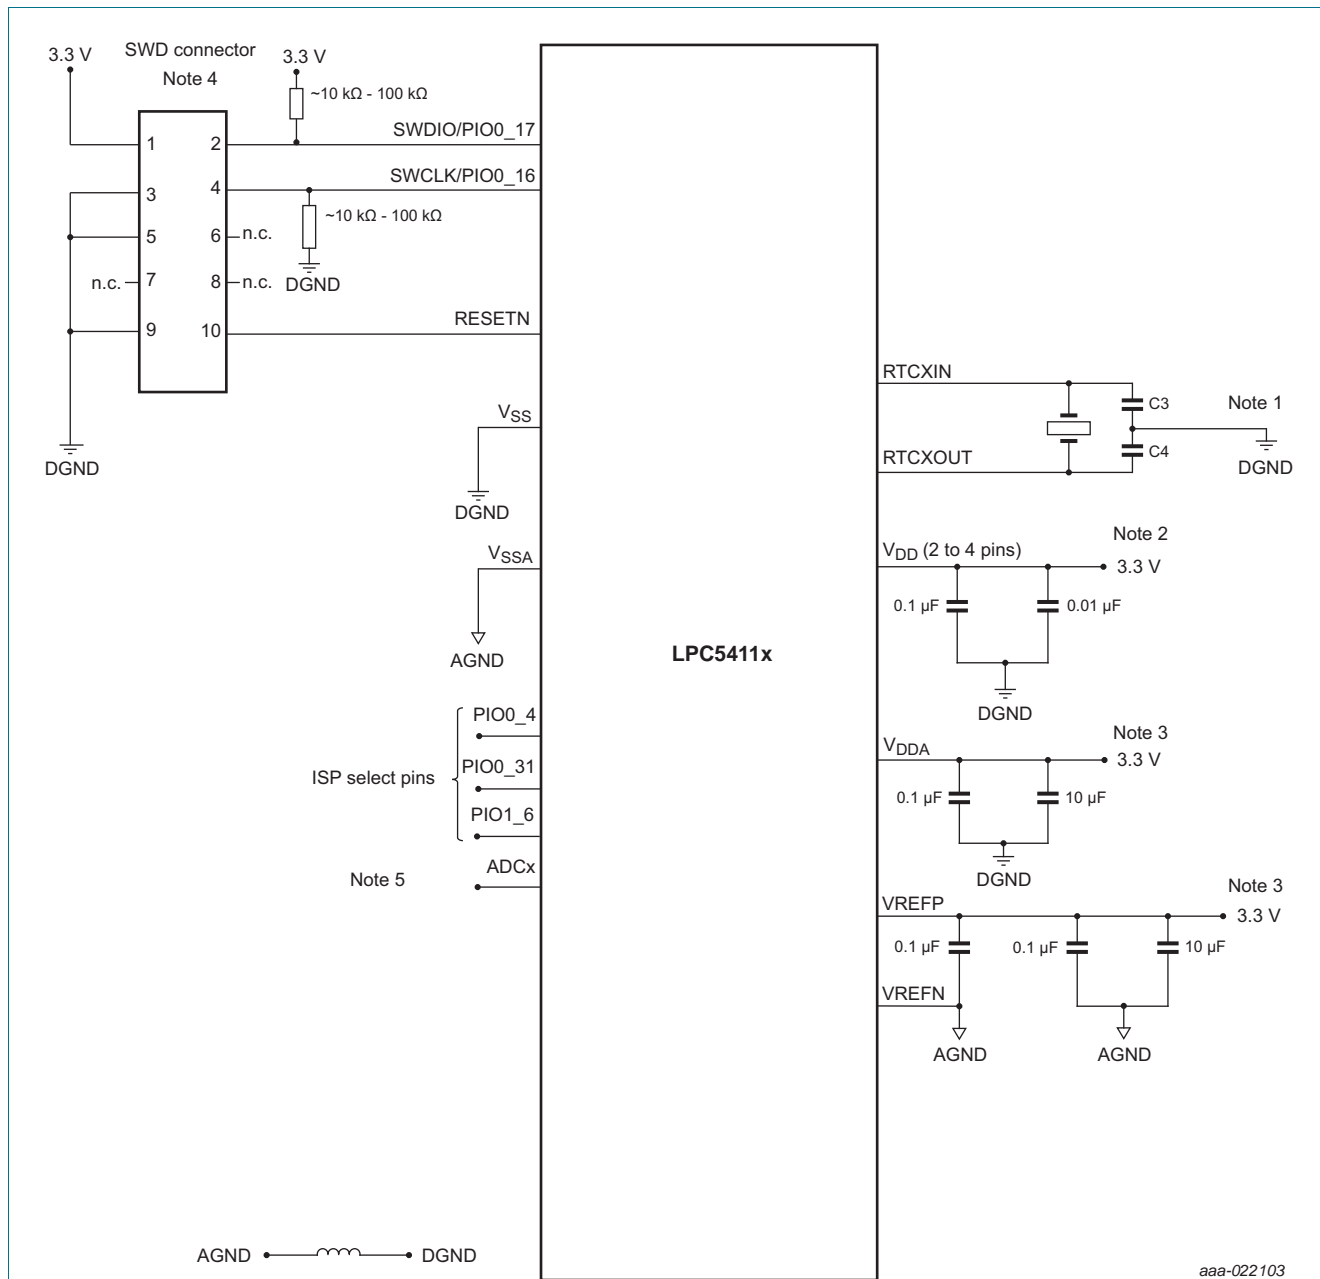 SWD connector
Note 4
3.3 V
3.3 V
~10 kΩ - 100 kΩ
1
2
SWDIO/PIO0_17
3
4
SWCLK/PIO0_16
~10 kΩ - 100 kΩ
5
6
n.c.
n.c.
7
8
n.c.
DGND
9
10
RESETN
DGND
VSS
DGND
VSSA
AGND
ISP select pins
PIO0_4
PIO0_31
PIO1_6
Note 5
ADCx
LPC5411x
RTCXIN
C3
Note 1
RTCXOUT
C4
DGND
VDD (2 to 4 pins)
Note 2
3.3 V
0.1 µF
0.01 µF
DGND
VDDA
Note 3
3.3 V
0.1 µF
10 µF
DGND
VREFP
Note 3
3.3 V
0.1 µF
0.1 µF
10 µF
VREFN
AGND
AGND
AGND
DGND
aaa-022103